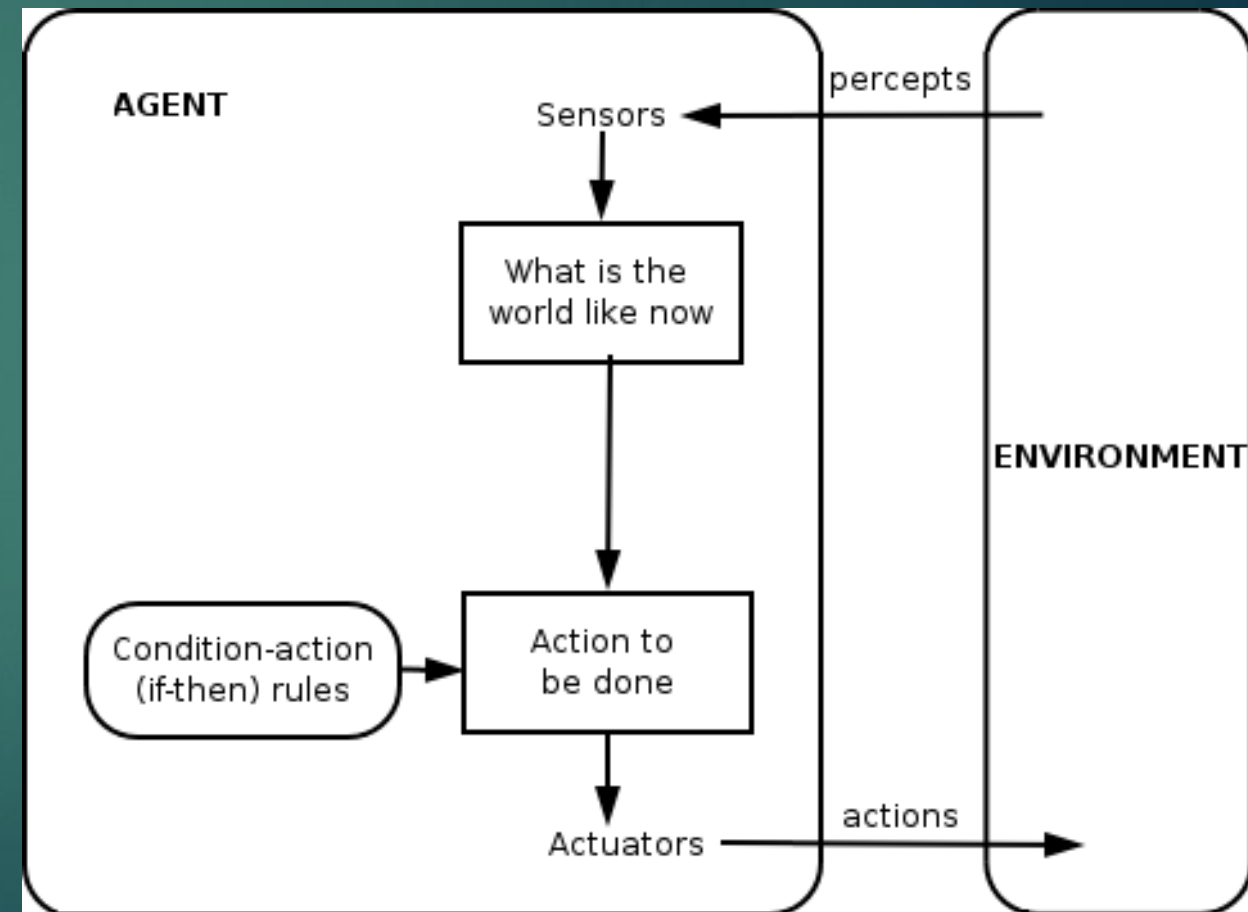 AGENT
percepts
Sensors
What is the
world like now
ENVIRONMENT
Condition-action
(if-then) rules
Action to
be done
actions
Actuators